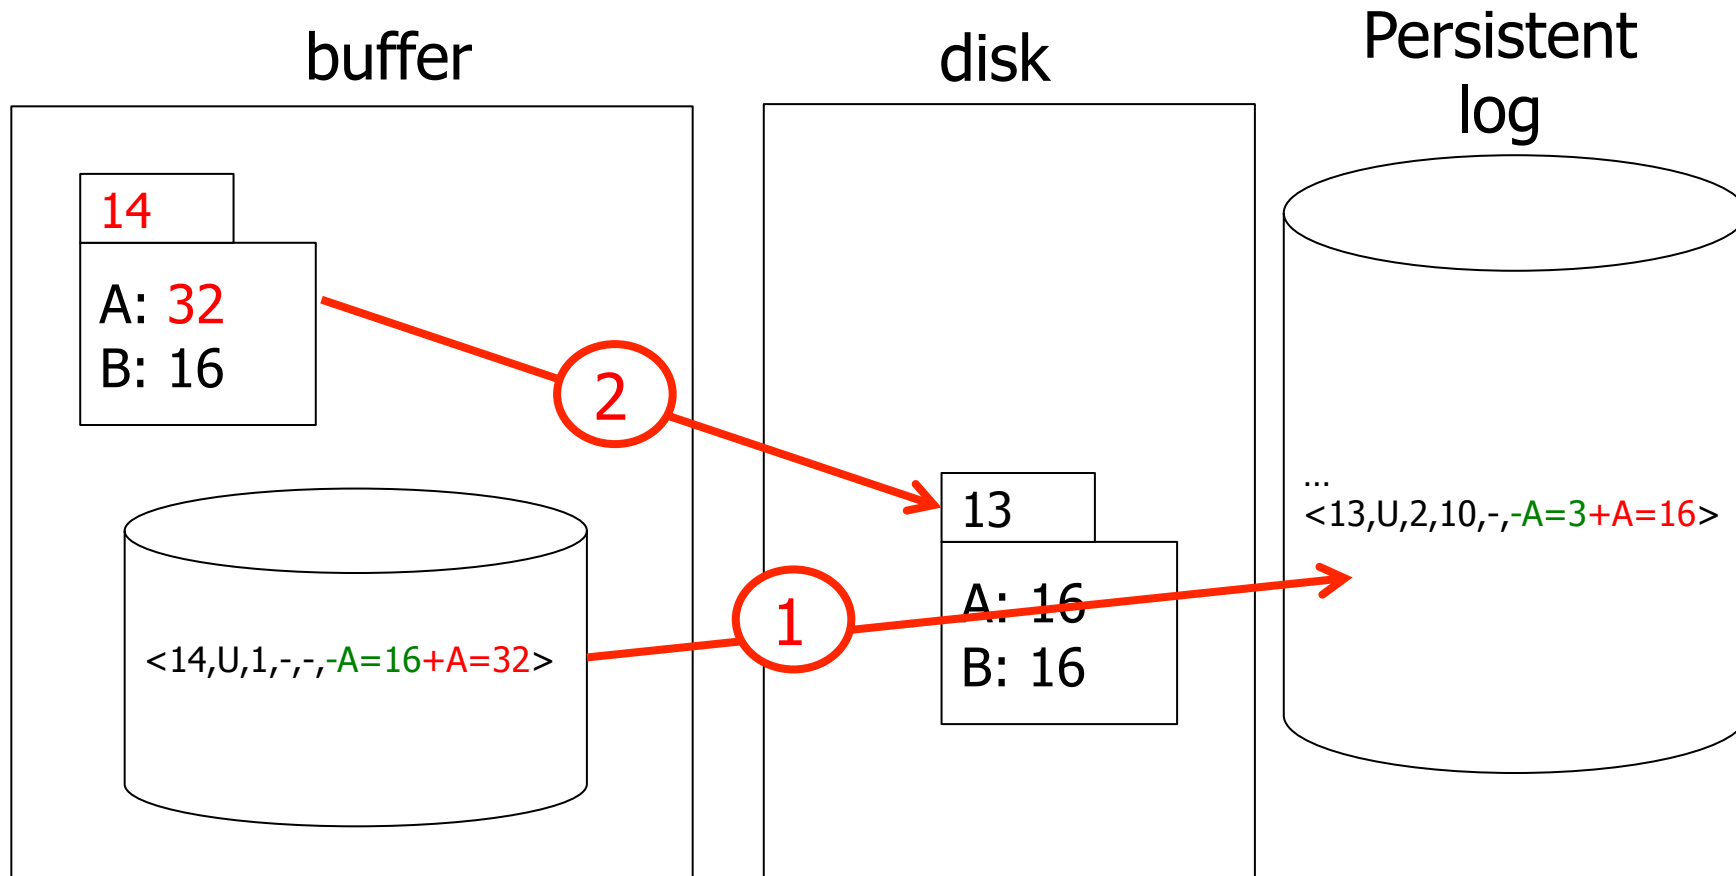 buffer
disk
Persistent
log
14
A: 32
B: 16
2
<14,U,1,-,-,-A=16+A=32>
1
13
A: 16
B: 16
...
<13,U,2,10,-,-A=3+A=16>